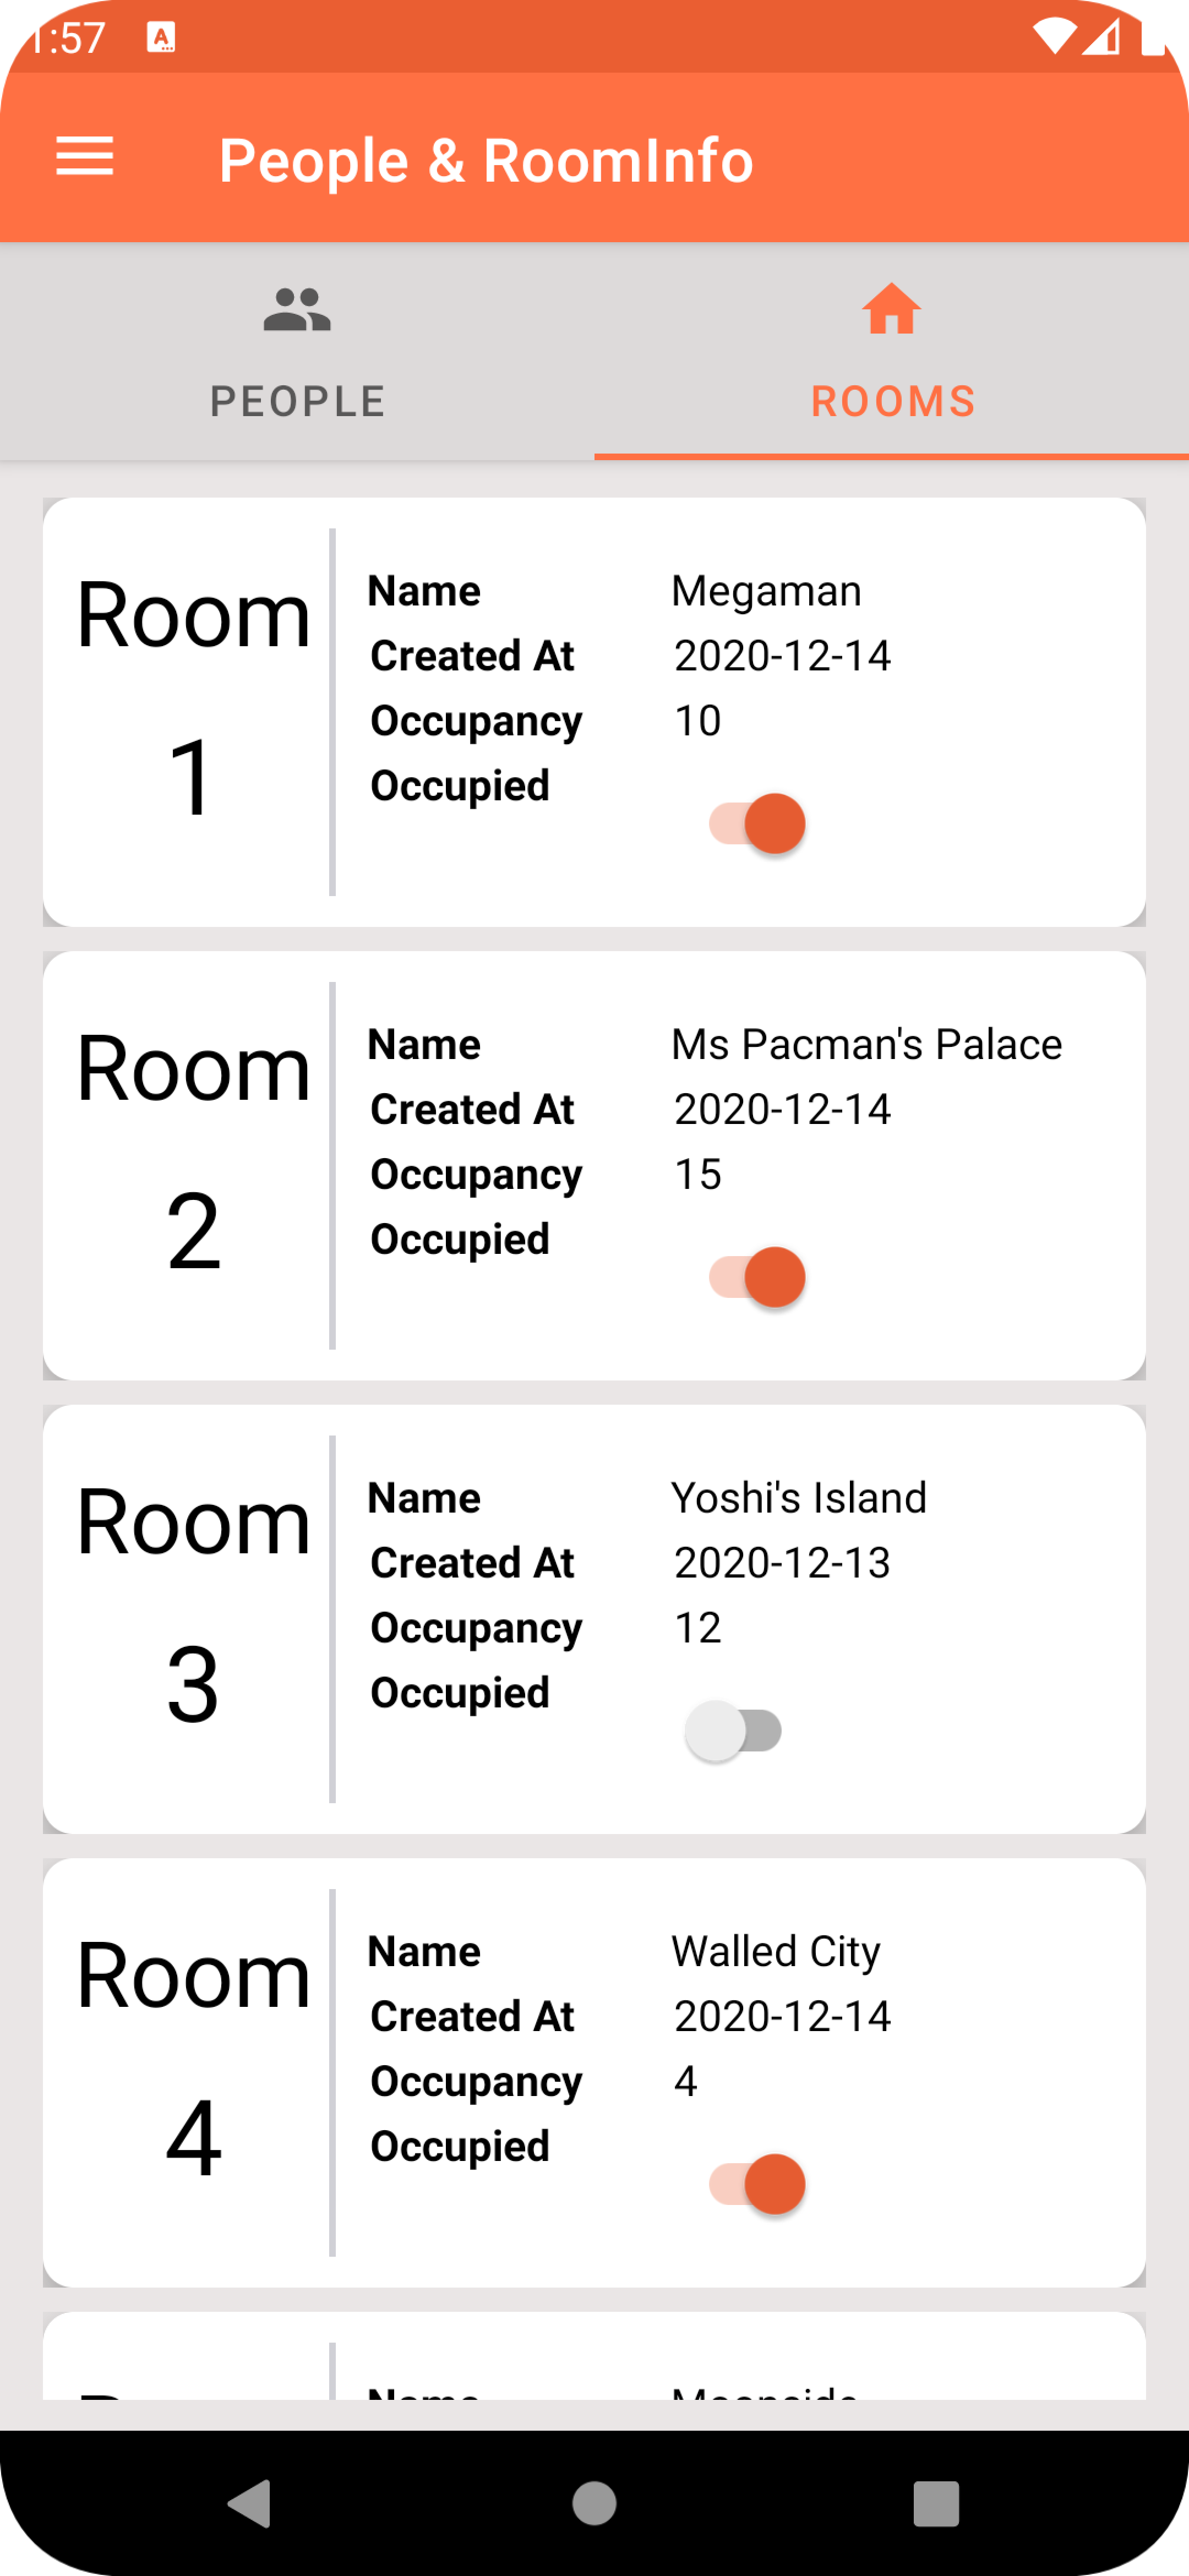 1:57
People & RoomInfo
PEOPLE
ROOMS
Room
1
Name Megaman
Created At 2020-12-14
Occupancy 10
Occupied
Room
2
Name Ms Pacman's Palace
Created At 2020-12-14
Occupancy 15
Occupied
Room
3
Name Yoshi's Island
Created At 2020-12-13
Occupancy 12
Occupied
Room
4
Name Walled City
Created At 2020-12-14
Occupancy 4
Occupied
Name